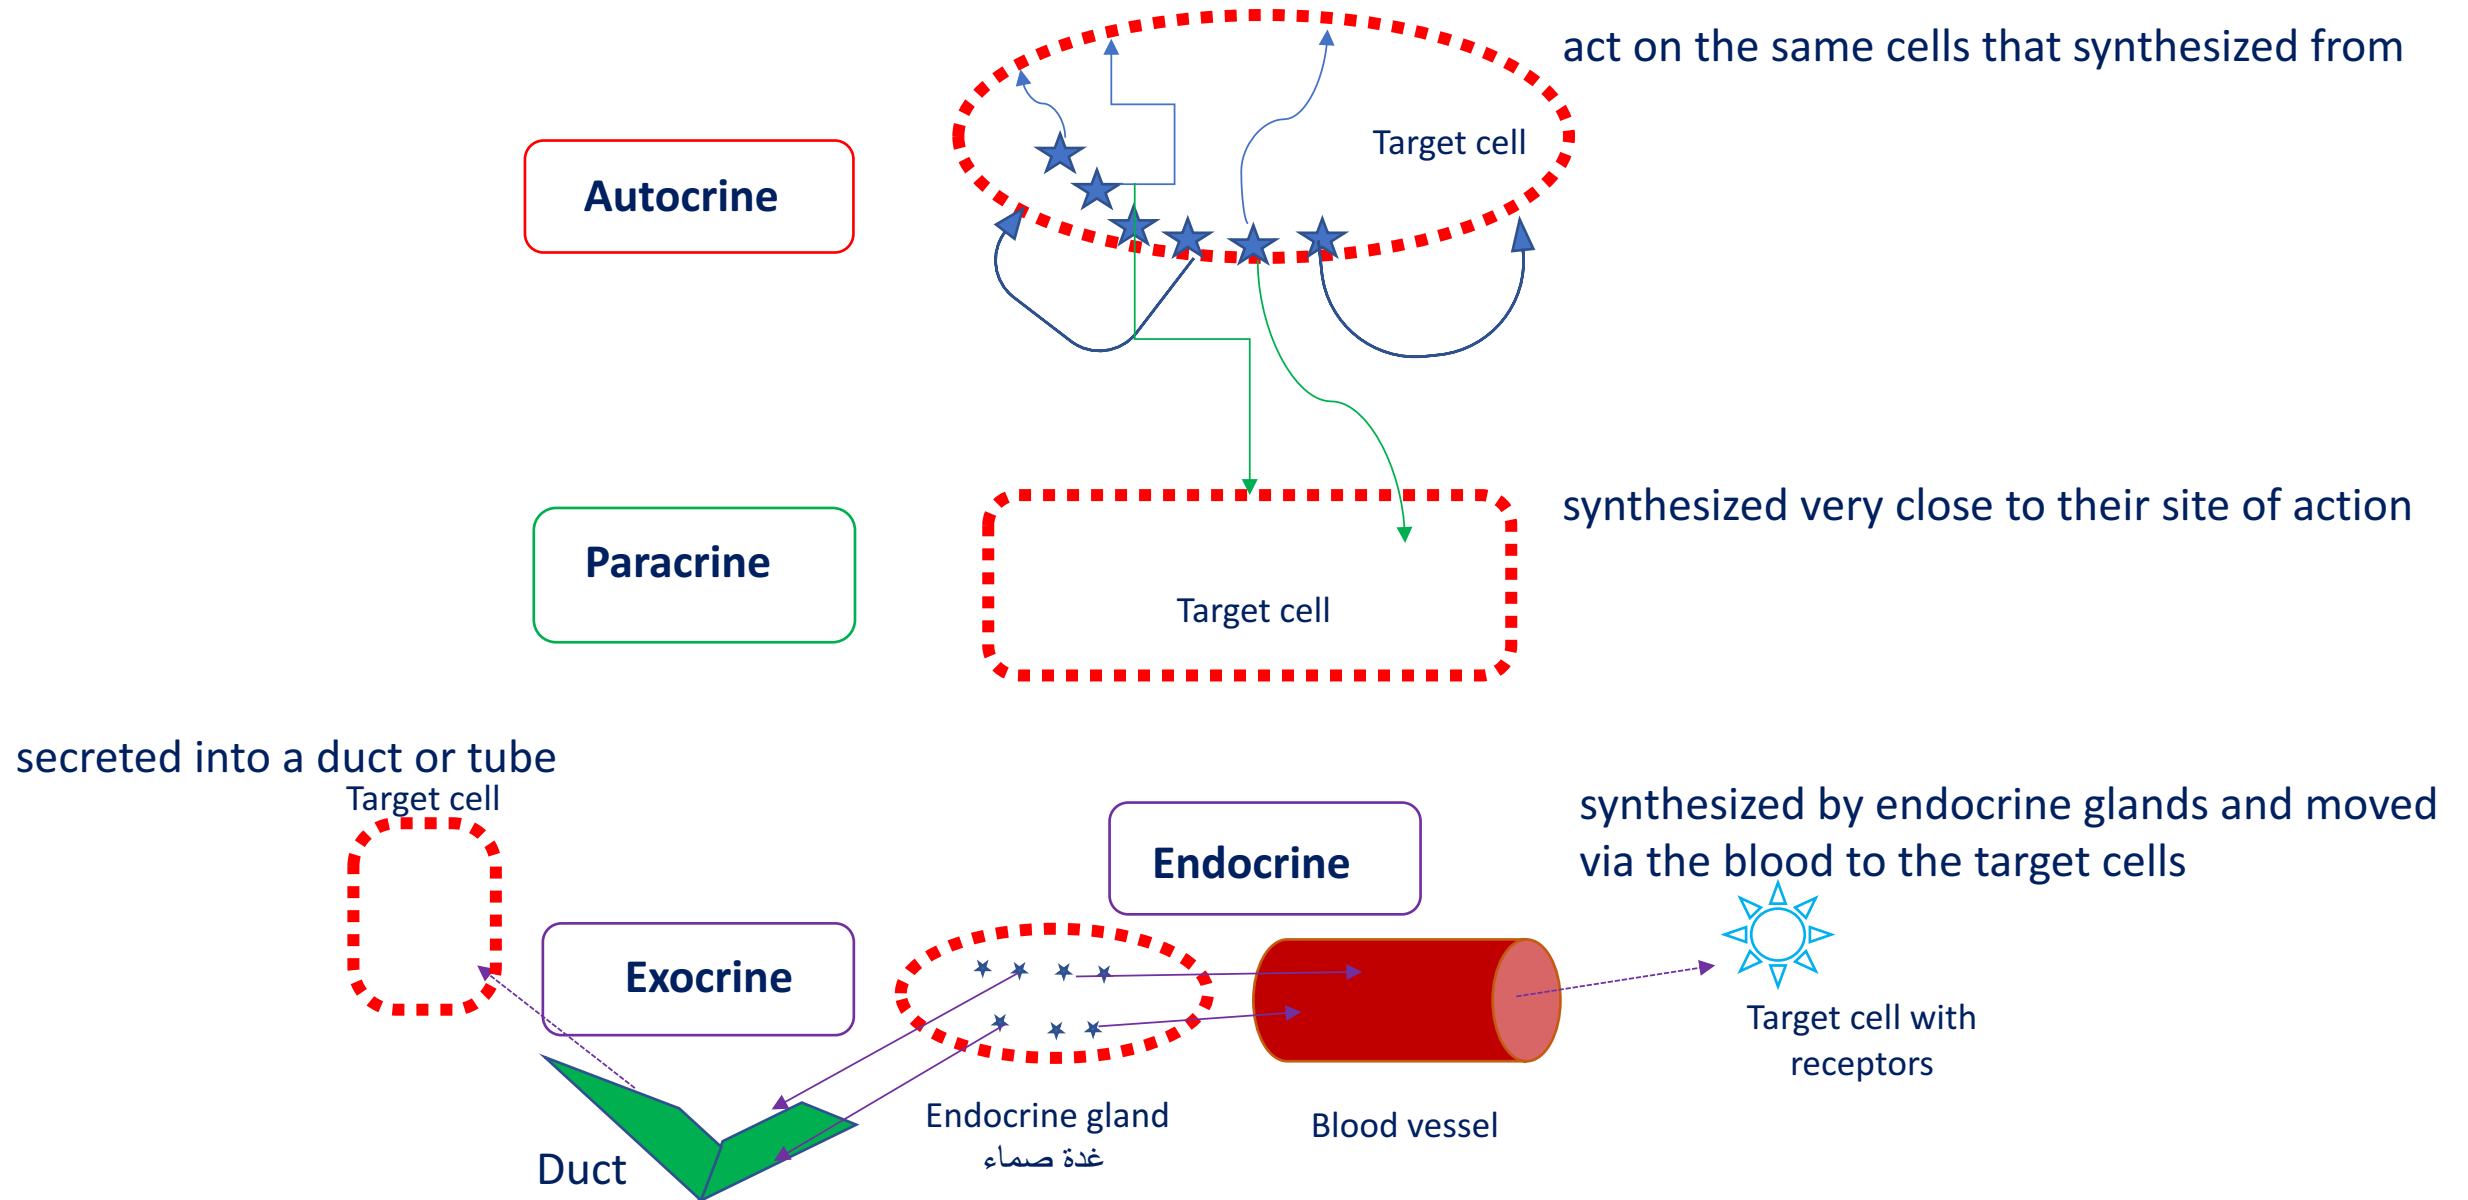 act on the same cells that synthesized from
Target cell
Autocrine
synthesized very close to their site of action
Paracrine
Target cell
secreted into a duct or tube
Target cell
synthesized by endocrine glands and moved
via the blood to the target cells
Endocrine
Exocrine
Target cell with
receptors
Endocrine gland
غدة صماء
Blood vessel
Duct